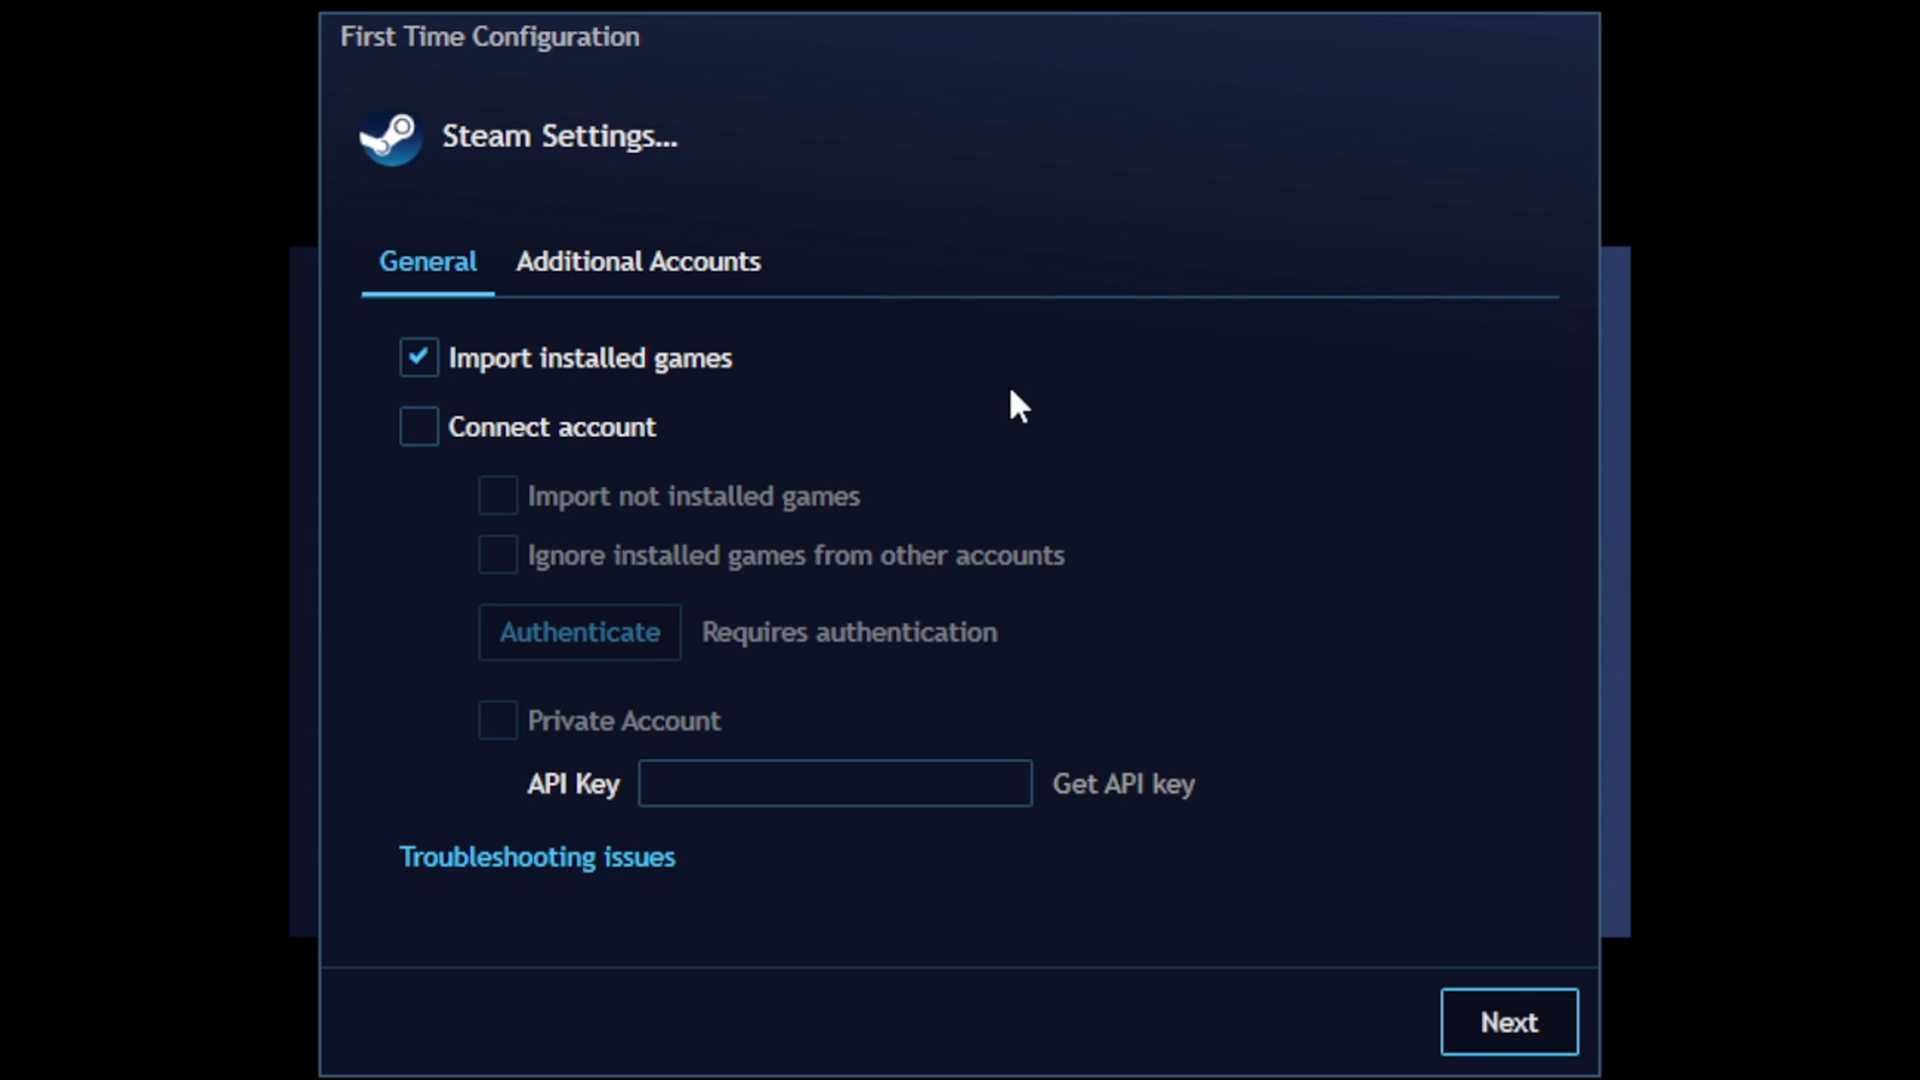 First Time Configuration
Steam Settings...
General Additional Accounts
Import installed games
Connect account
Import not installed games
Ignore installed games from other accounts
Authenticate Requires authentication
Private Account
API Key Get API key
Troubleshooting issues
Next